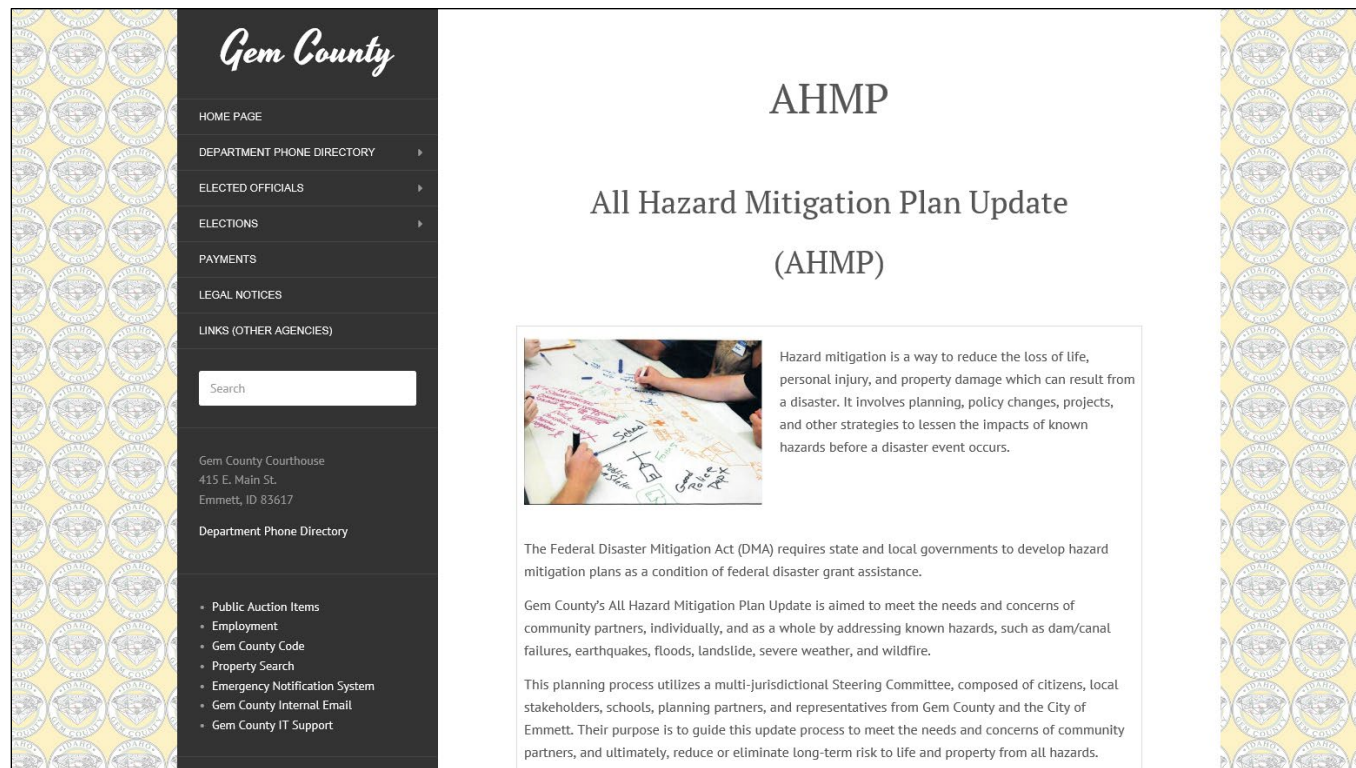 Gem County
HOME PAGE
DEPARTMENT PHONE DIRECTORY
ELECTED OFFICIALS
ELECTIONS
PAYMENTS
LEGAL NOTICES
LINKS (OTHER AGENCIES)
Search
Gem County Courthouse
415 E. Main St.
Emmett, ID 83617
Department Phone Directory
Public Auction Items
Employment
Gem County Code
Property Search
Emergency Notification System
Gem County Internal Email
Gem County IT Support
AHMP
All Hazard Mitigation Plan Update
(AHMP)
School
Good
Police
Dept
Hazard mitigation is a way to reduce the loss of life,
personal injury, and property damage which can result from
a disaster. It involves planning, policy changes, projects,
and other strategies to lessen the impacts of known
hazards before a disaster event occurs.
The Federal Disaster Mitigation Act (DMA) requires state and local governments to develop hazard
mitigation plans as a condition of federal disaster grant assistance.
Gem County's All Hazard Mitigation Plan Update is aimed to meet the needs and concerns of
community partners, individually, and as a whole by addressing known hazards, such as dam/canal
failures, earthquakes, floods, landslide, severe weather, and wildfire.
This planning process utilizes a multi-jurisdictional Steering Committee, composed of citizens, local
stakeholders, schools, planning partners, and representatives from Gem County and the City of
Emmett. Their purpose is to guide this update process to meet the needs and concerns of community
partners, and ultimately, reduce or eliminate long-term risk to life and property from all hazards.